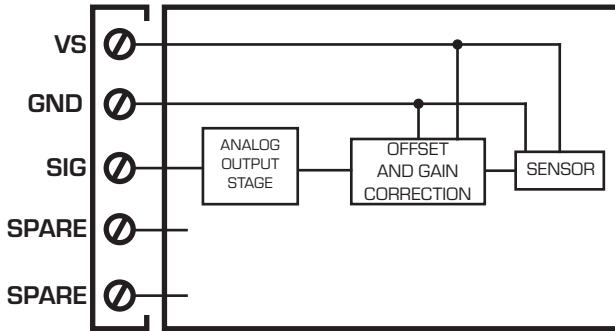 VS
GND
SIG
SPARE
SPARE
ANALOG
OUTPUT
STAGE
OFFSET
AND GAIN
CORRECTION
SENSOR